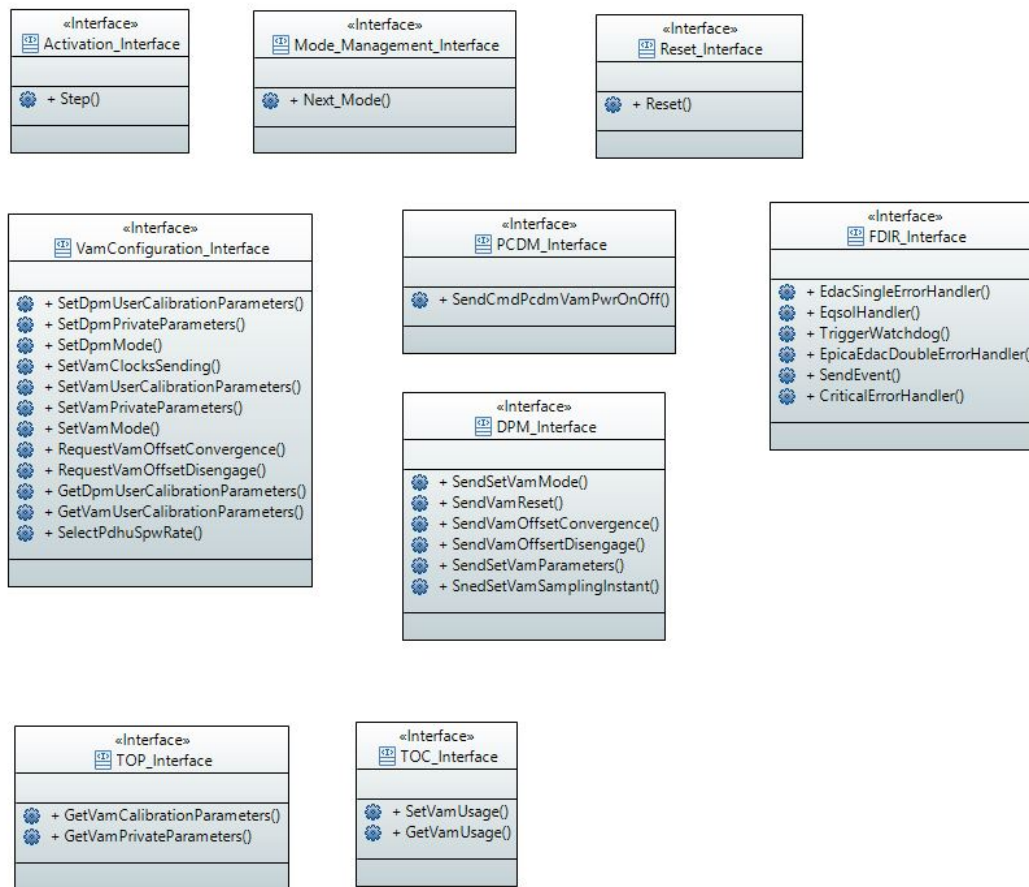 «Interface»
Activation_Interface
+ Step()
«Interface»
Mode_Management_Interface
+ Next_Mode()
«Interface»
Reset_Interface
+ Reset()
«Interface»
VamConfiguration_Interface
+ SetDpmUserCalibrationParameters()
+ SetDpmPrivateParameters()
+ SetDpmMode()
+ SetVamClocksSending()
+ SetVamUserCalibrationParameters()
+ SetVamPrivateParameters()
+ SetVamMode()
+ RequestVamOffsetConvergence()
+ RequestVamOffsetDisengage()
+ GetDpmUserCalibrationParameters()
+ GetVamUserCalibrationParameters()
+ SelectPdhuSpwRate()
«Interface»
PCDM_Interface
+ SendCmdPcdmVamPwrOnOff()
«Interface»
FDIR_Interface
+ EdacSingleErrorHandler()
+ EqsolHandler()
+ TriggerWatchdog()
+ EpicaEdacDoubleErrorHandler()
+ SendEvent()
+ CriticalErrorHandler()
«Interface»
DPM_Interface
+ SendSetVamMode()
+ SendVamReset()
+ SendVamOffsetConvergence()
+ SendVamOffsertDisengage()
+ SendSetVamParameters()
+ SnedSetVamSamplingInstant()
«Interface»
TOP_Interface
+ GetVamCalibrationParameters()
+ GetVamPrivateParameters()
«Interface»
TOC_Interface
+ SetVamUsage()
+ GetVamUsage()